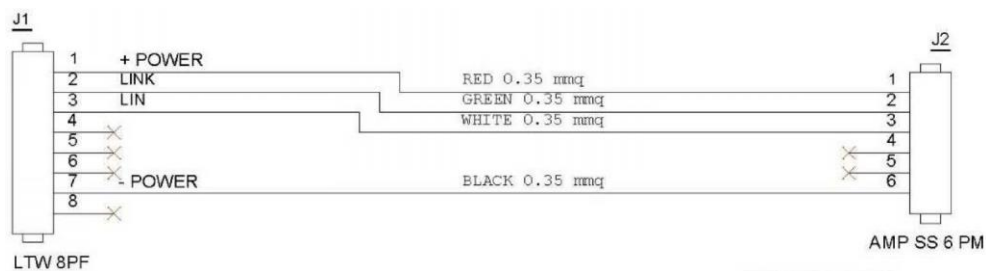 J1
J2
1 + POWER
2 LINK RED 0.35 mmq 1
3 LIN GREEN 0.35 mmq 2
4 WHITE 0.35 mmq 3
5 4
6 5
7 - POWER BLACK 0.35 mmq 6
8
AMP SS 6 PM
LTW 8PF